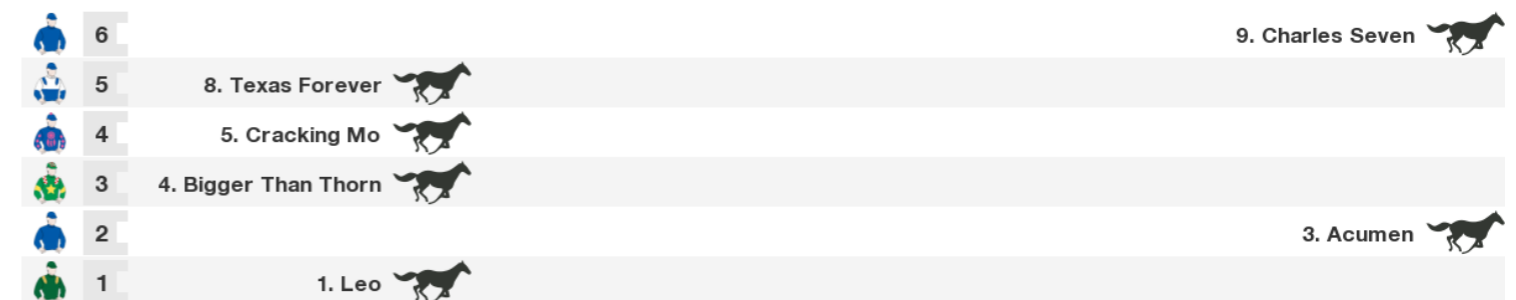 6 9. Charles Seven
5 8. Texas Forever
4 5. Cracking Mo
3 4. Bigger Than Thorn
2 3. Acumen
1 1. Leo